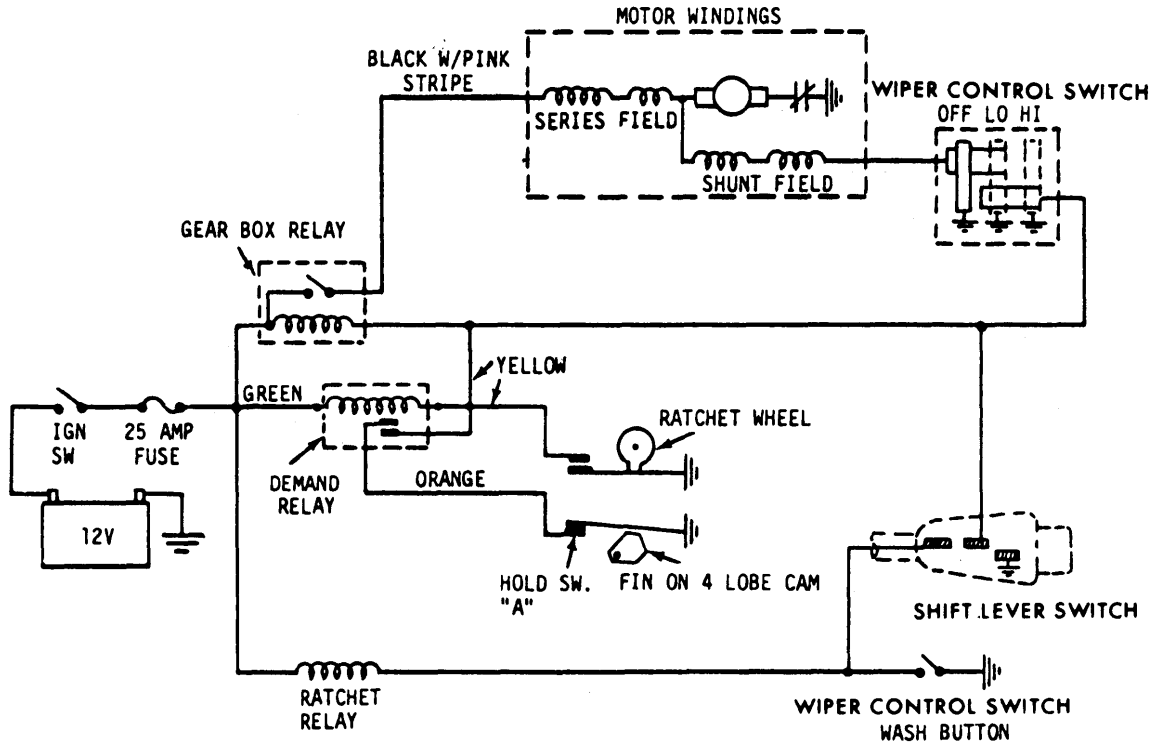 MOTOR WINDINGS
BLACK W/PINK
STRIPE
SERIES FIELD
SHUNT FIELD
WIPER CONTROL SWITCH
OFF LO HI
GEAR BOX RELAY
YELLOW
GREEN
IGN
SW
25 AMP
FUSE
12V
DEMAND
RELAY
ORANGE
RATCHET WHEEL
HOLD SW.
"A"
FIN ON 4 LOBE CAM
SHIFT LEVER SWITCH
RATCHET
RELAY
WIPER CONTROL SWITCH
WASH BUTTON